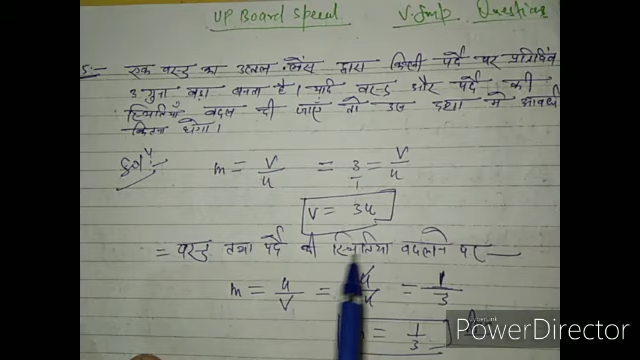 UP Board Special V.Imp Question
5:- एक वस्तु का उत्तल लेंस द्वारा किसी पर्दे पर प्रतिबिंब
3 गुना बड़ा बनता है। यदि वस्तु और पर्दे की
स्थितियाँ बदल दी जाएं तो उस दशा में आवर्धन
कितना होगा।
Solⁿ:- m = v/u = 3/1 = v/u
v = 3u
= वस्तु तथा पर्दे की स्थितिया बदलने पर —
m = u/v = = 1/3
= 1/3
PowerDirector